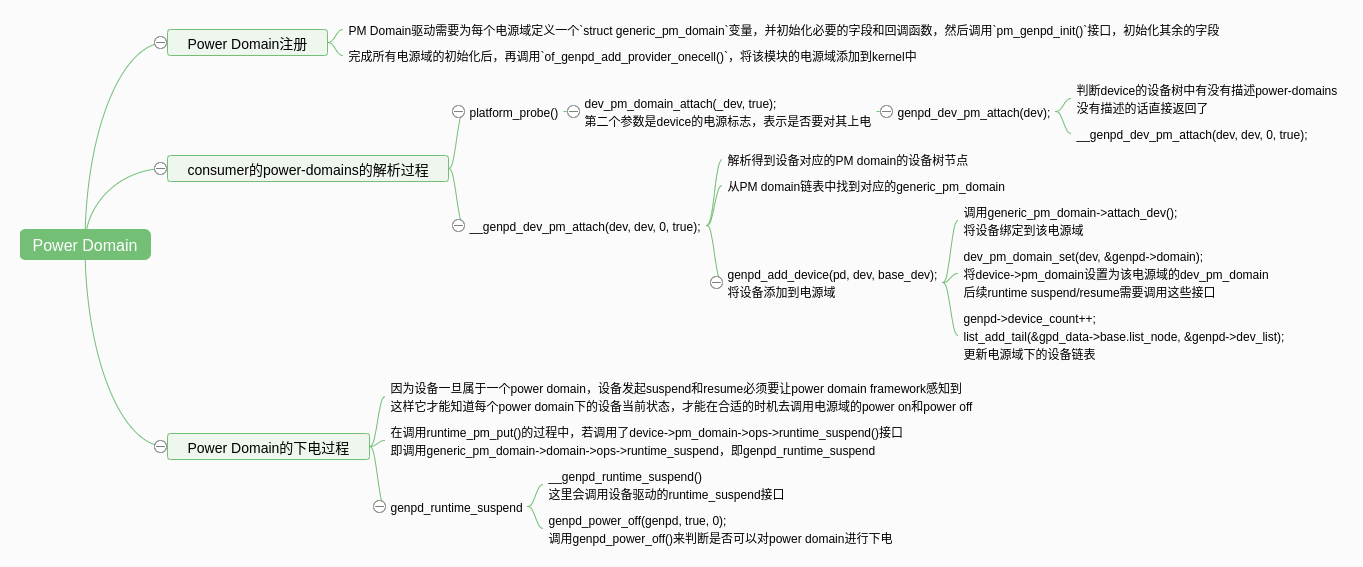 Power Domain
Power Domain注册
PM Domain驱动需要为每个电源域定义一个`struct generic_pm_domain`变量，并初始化必要的字段和回调函数，然后调用`pm_genpd_init()`接口，初始化其余的字段
完成所有电源域的初始化后，再调用`of_genpd_add_provider_onecell()`，将该模块的电源域添加到kernel中
consumer的power-domains的解析过程
platform_probe()
dev_pm_domain_attach(_dev, true);
第二个参数是device的电源标志，表示是否要对其上电
genpd_dev_pm_attach(dev);
判断device的设备树中有没有描述power-domains
没有描述的话直接返回了
__genpd_dev_pm_attach(dev, dev, 0, true);
__genpd_dev_pm_attach(dev, dev, 0, true);
解析得到设备对应的PM domain的设备树节点
从PM domain链表中找到对应的generic_pm_domain
genpd_add_device(pd, dev, base_dev);
将设备添加到电源域
调用generic_pm_domain->attach_dev();
将设备绑定到该电源域
dev_pm_domain_set(dev, &genpd->domain);
将device->pm_domain设置为该电源域的dev_pm_domain
后续runtime suspend/resume需要调用这些接口
genpd->device_count++;
list_add_tail(&gpd_data->base.list_node, &genpd->dev_list);
更新电源域下的设备链表
Power Domain的下电过程
因为设备一旦属于一个power domain，设备发起suspend和resume必须要让power domain framework感知到
这样它才能知道每个power domain下的设备当前状态，才能在合适的时机去调用电源域的power on和power off
在调用runtime_pm_put()的过程中，若调用了device->pm_domain->ops->runtime_suspend()接口
即调用generic_pm_domain->domain->ops->runtime_suspend，即genpd_runtime_suspend
genpd_runtime_suspend
__genpd_runtime_suspend()
这里会调用设备驱动的runtime_suspend接口
genpd_power_off(genpd, true, 0);
调用genpd_power_off()来判断是否可以对power domain进行下电